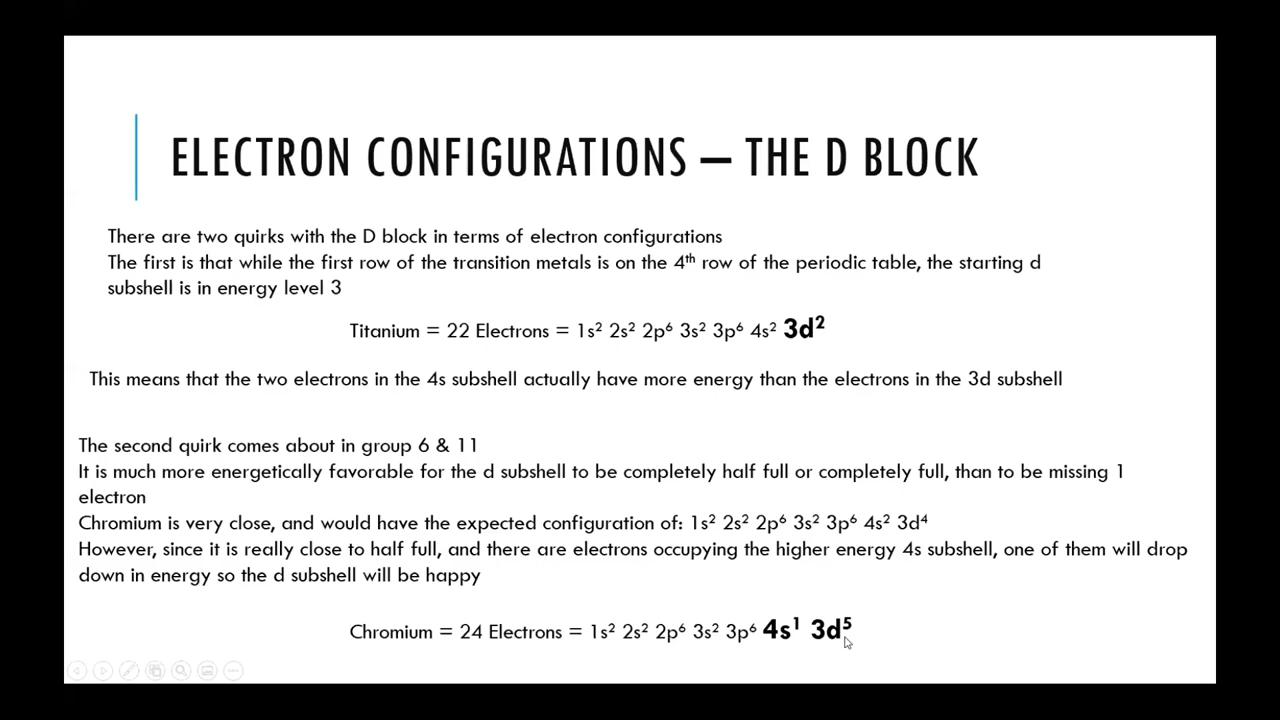 ELECTRON CONFIGURATIONS – THE D BLOCK
There are two quirks with the D block in terms of electron configurations
The first is that while the first row of the transition metals is on the 4ᵗʰ row of the periodic table, the starting d
subshell is in energy level 3
Titanium = 22 Electrons = 1s² 2s² 2p⁶ 3s² 3p⁶ 4s² 3d²
This means that the two electrons in the 4s subshell actually have more energy than the electrons in the 3d subshell
The second quirk comes about in group 6 & 11
It is much more energetically favorable for the d subshell to be completely half full or completely full, than to be missing 1
electron
Chromium is very close, and would have the expected configuration of: 1s² 2s² 2p⁶ 3s² 3p⁶ 4s² 3d⁴
However, since it is really close to half full, and there are electrons occupying the higher energy 4s subshell, one of them will drop
down in energy so the d subshell will be happy
Chromium = 24 Electrons = 1s² 2s² 2p⁶ 3s² 3p⁶ 4s¹ 3d⁵